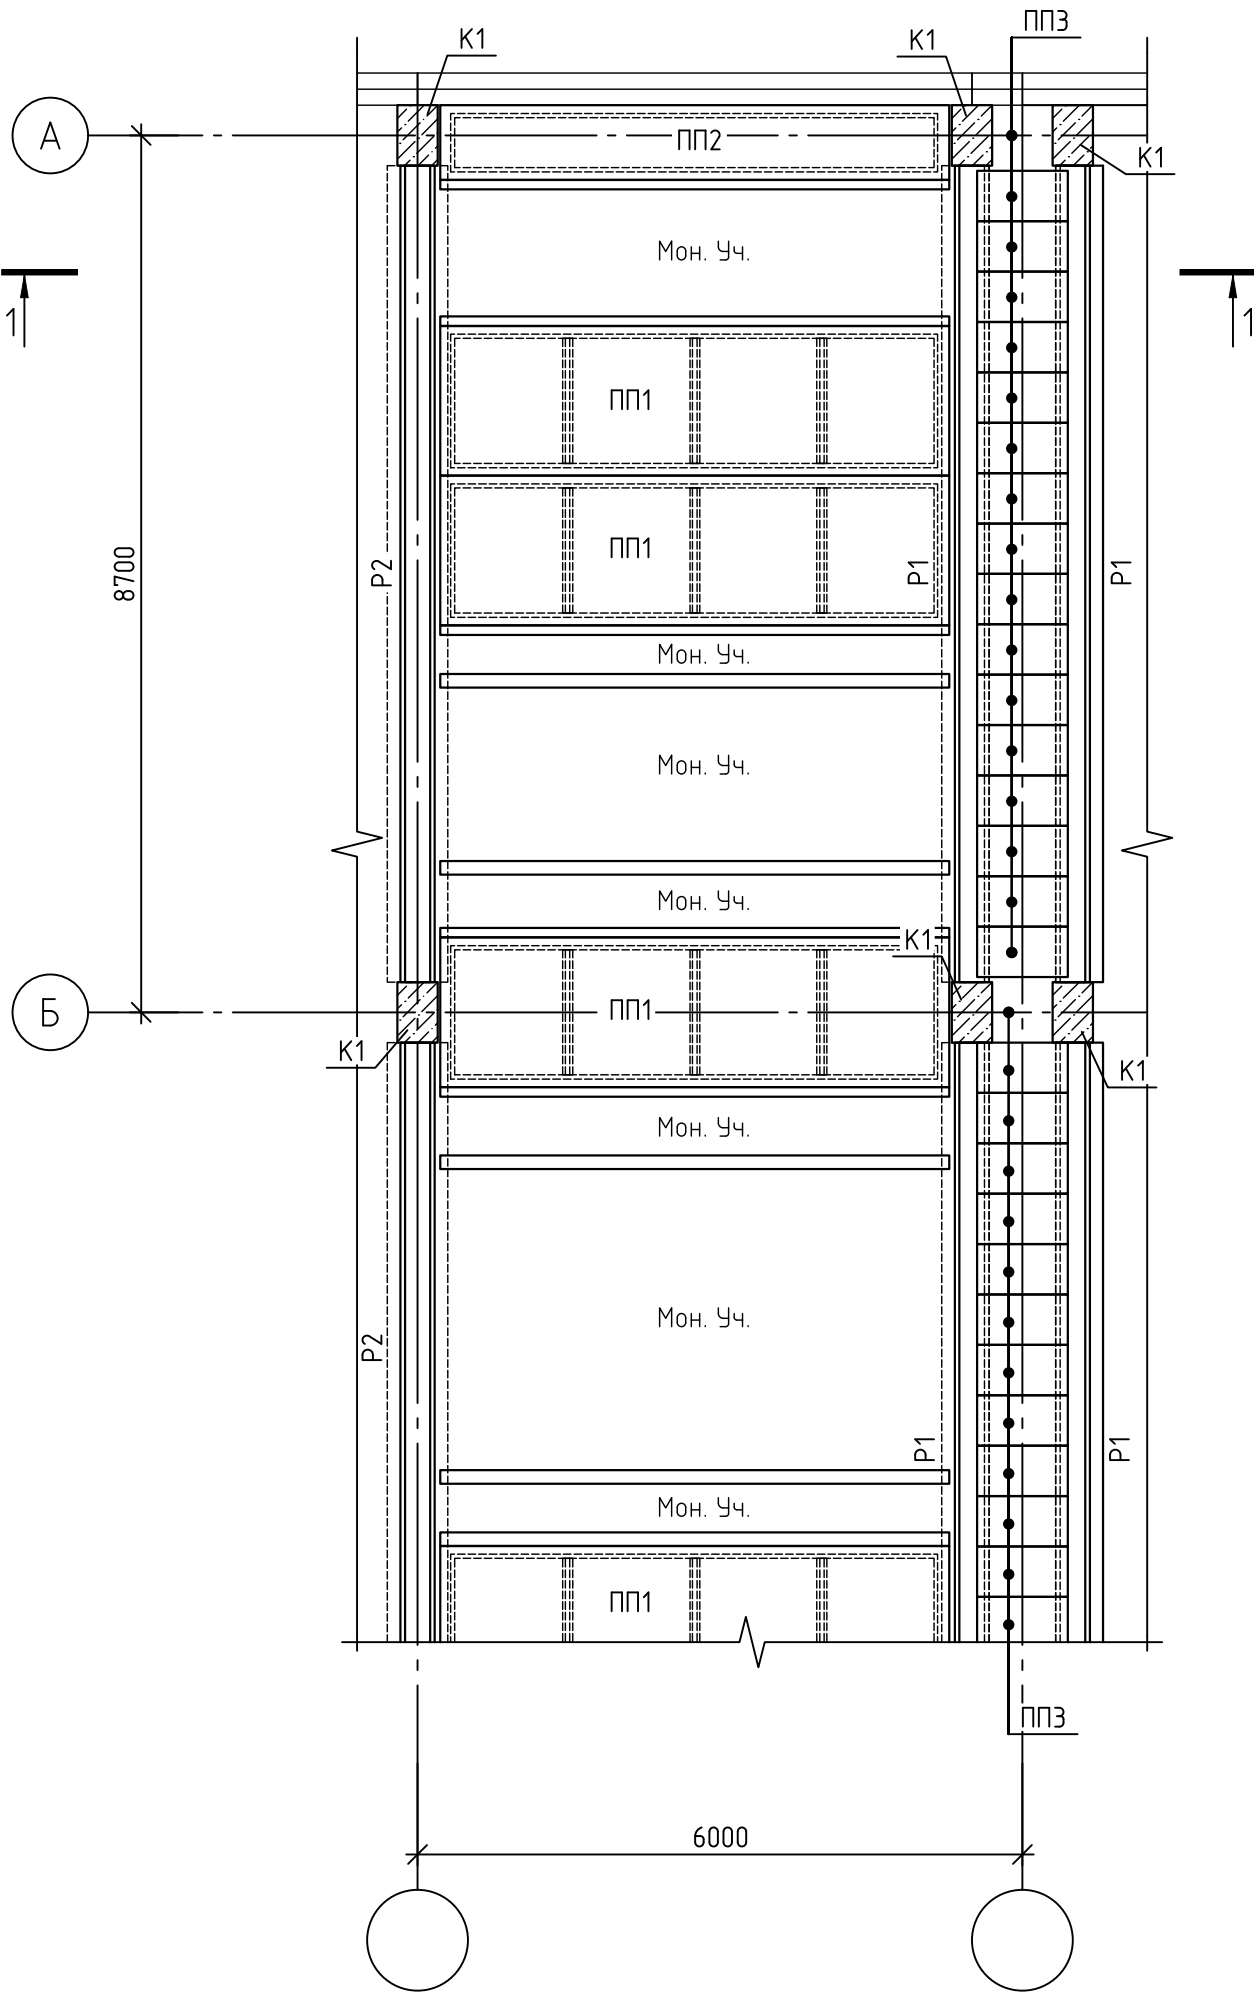 ПП3
К1
К1
А
ПП2
К1
Мон. Уч.
1
1
ПП1
ПП1
8700
Р2
Р1
Р1
Мон. Уч.
Мон. Уч.
Мон. Уч.
К1
Б
ПП1
К1
К1
Мон. Уч.
Мон. Уч.
Р2
Р1
Р1
Мон. Уч.
ПП1
ПП3
6000